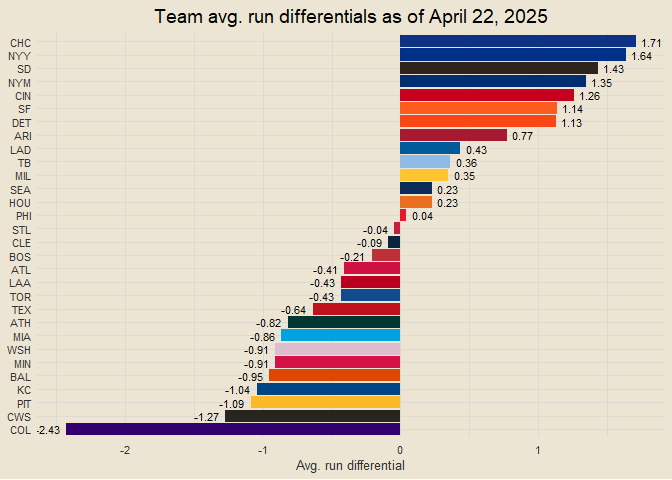 Team avg. run differentials as of April 22, 2025
CHC 1.71
NYY 1.64
SD 1.43
NYM 1.35
CIN 1.26
SF 1.14
DET 1.13
ARI 0.77
LAD 0.43
TB 0.36
MIL 0.35
SEA 0.23
HOU 0.23
PHI 0.04
STL -0.04
CLE -0.09
BOS -0.21
ATL -0.41
LAA -0.43
TOR -0.43
TEX -0.64
ATH -0.82
MIA -0.86
WSH -0.91
MIN -0.91
BAL -0.95
KC -1.04
PIT -1.09
CWS -1.27
COL -2.43
-2 -1 0 1
Avg. run differential